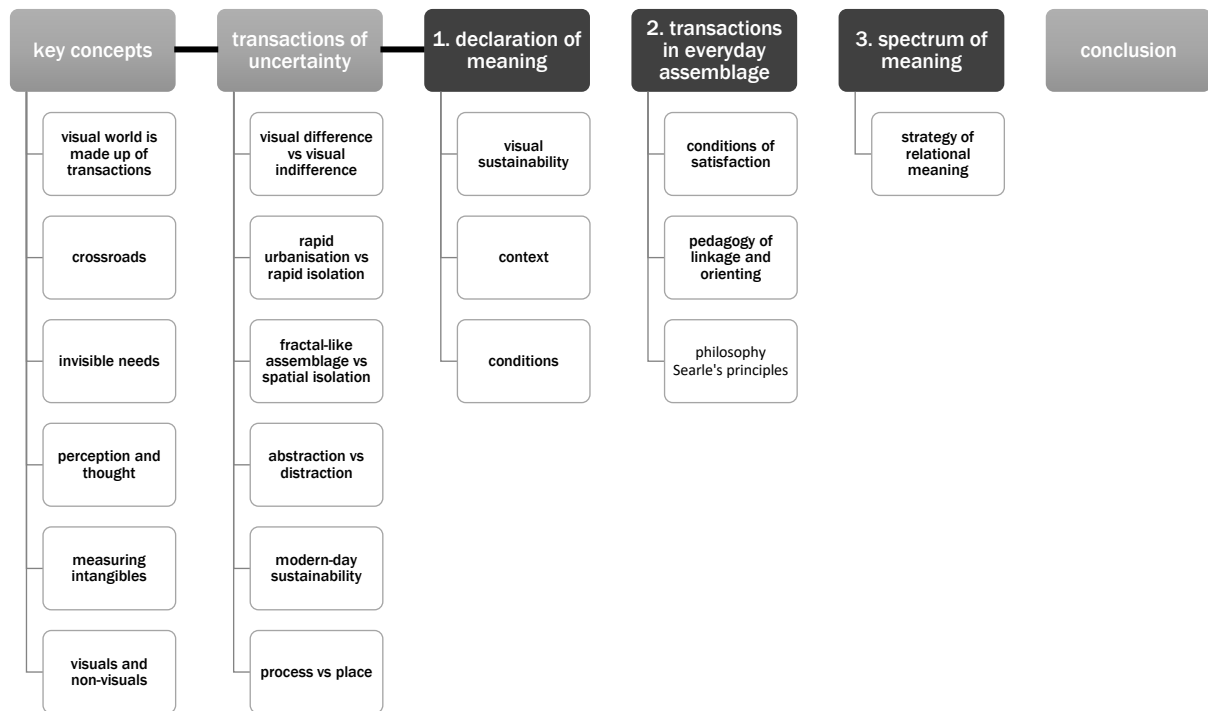 key concepts
visual world is
made up of
transactions
crossroads
invisible needs
perception and
thought
measuring
intangibles
visuals and
non-visuals
transactions of
uncertainty
visual difference
vs visual
indifference
rapid
urbanisation vs
rapid isolation
fractal-like
assemblage vs
spatial isolation
abstraction vs
distraction
modern-day
sustainability
process vs place
1. declaration of
meaning
visual
sustainability
context
conditions
2. transactions
in everyday
assemblage
conditions of
satisfaction
pedagogy of
linkage and
orienting
philosophy
Searle's principles
3. spectrum of
meaning
strategy of
relational
meaning
conclusion